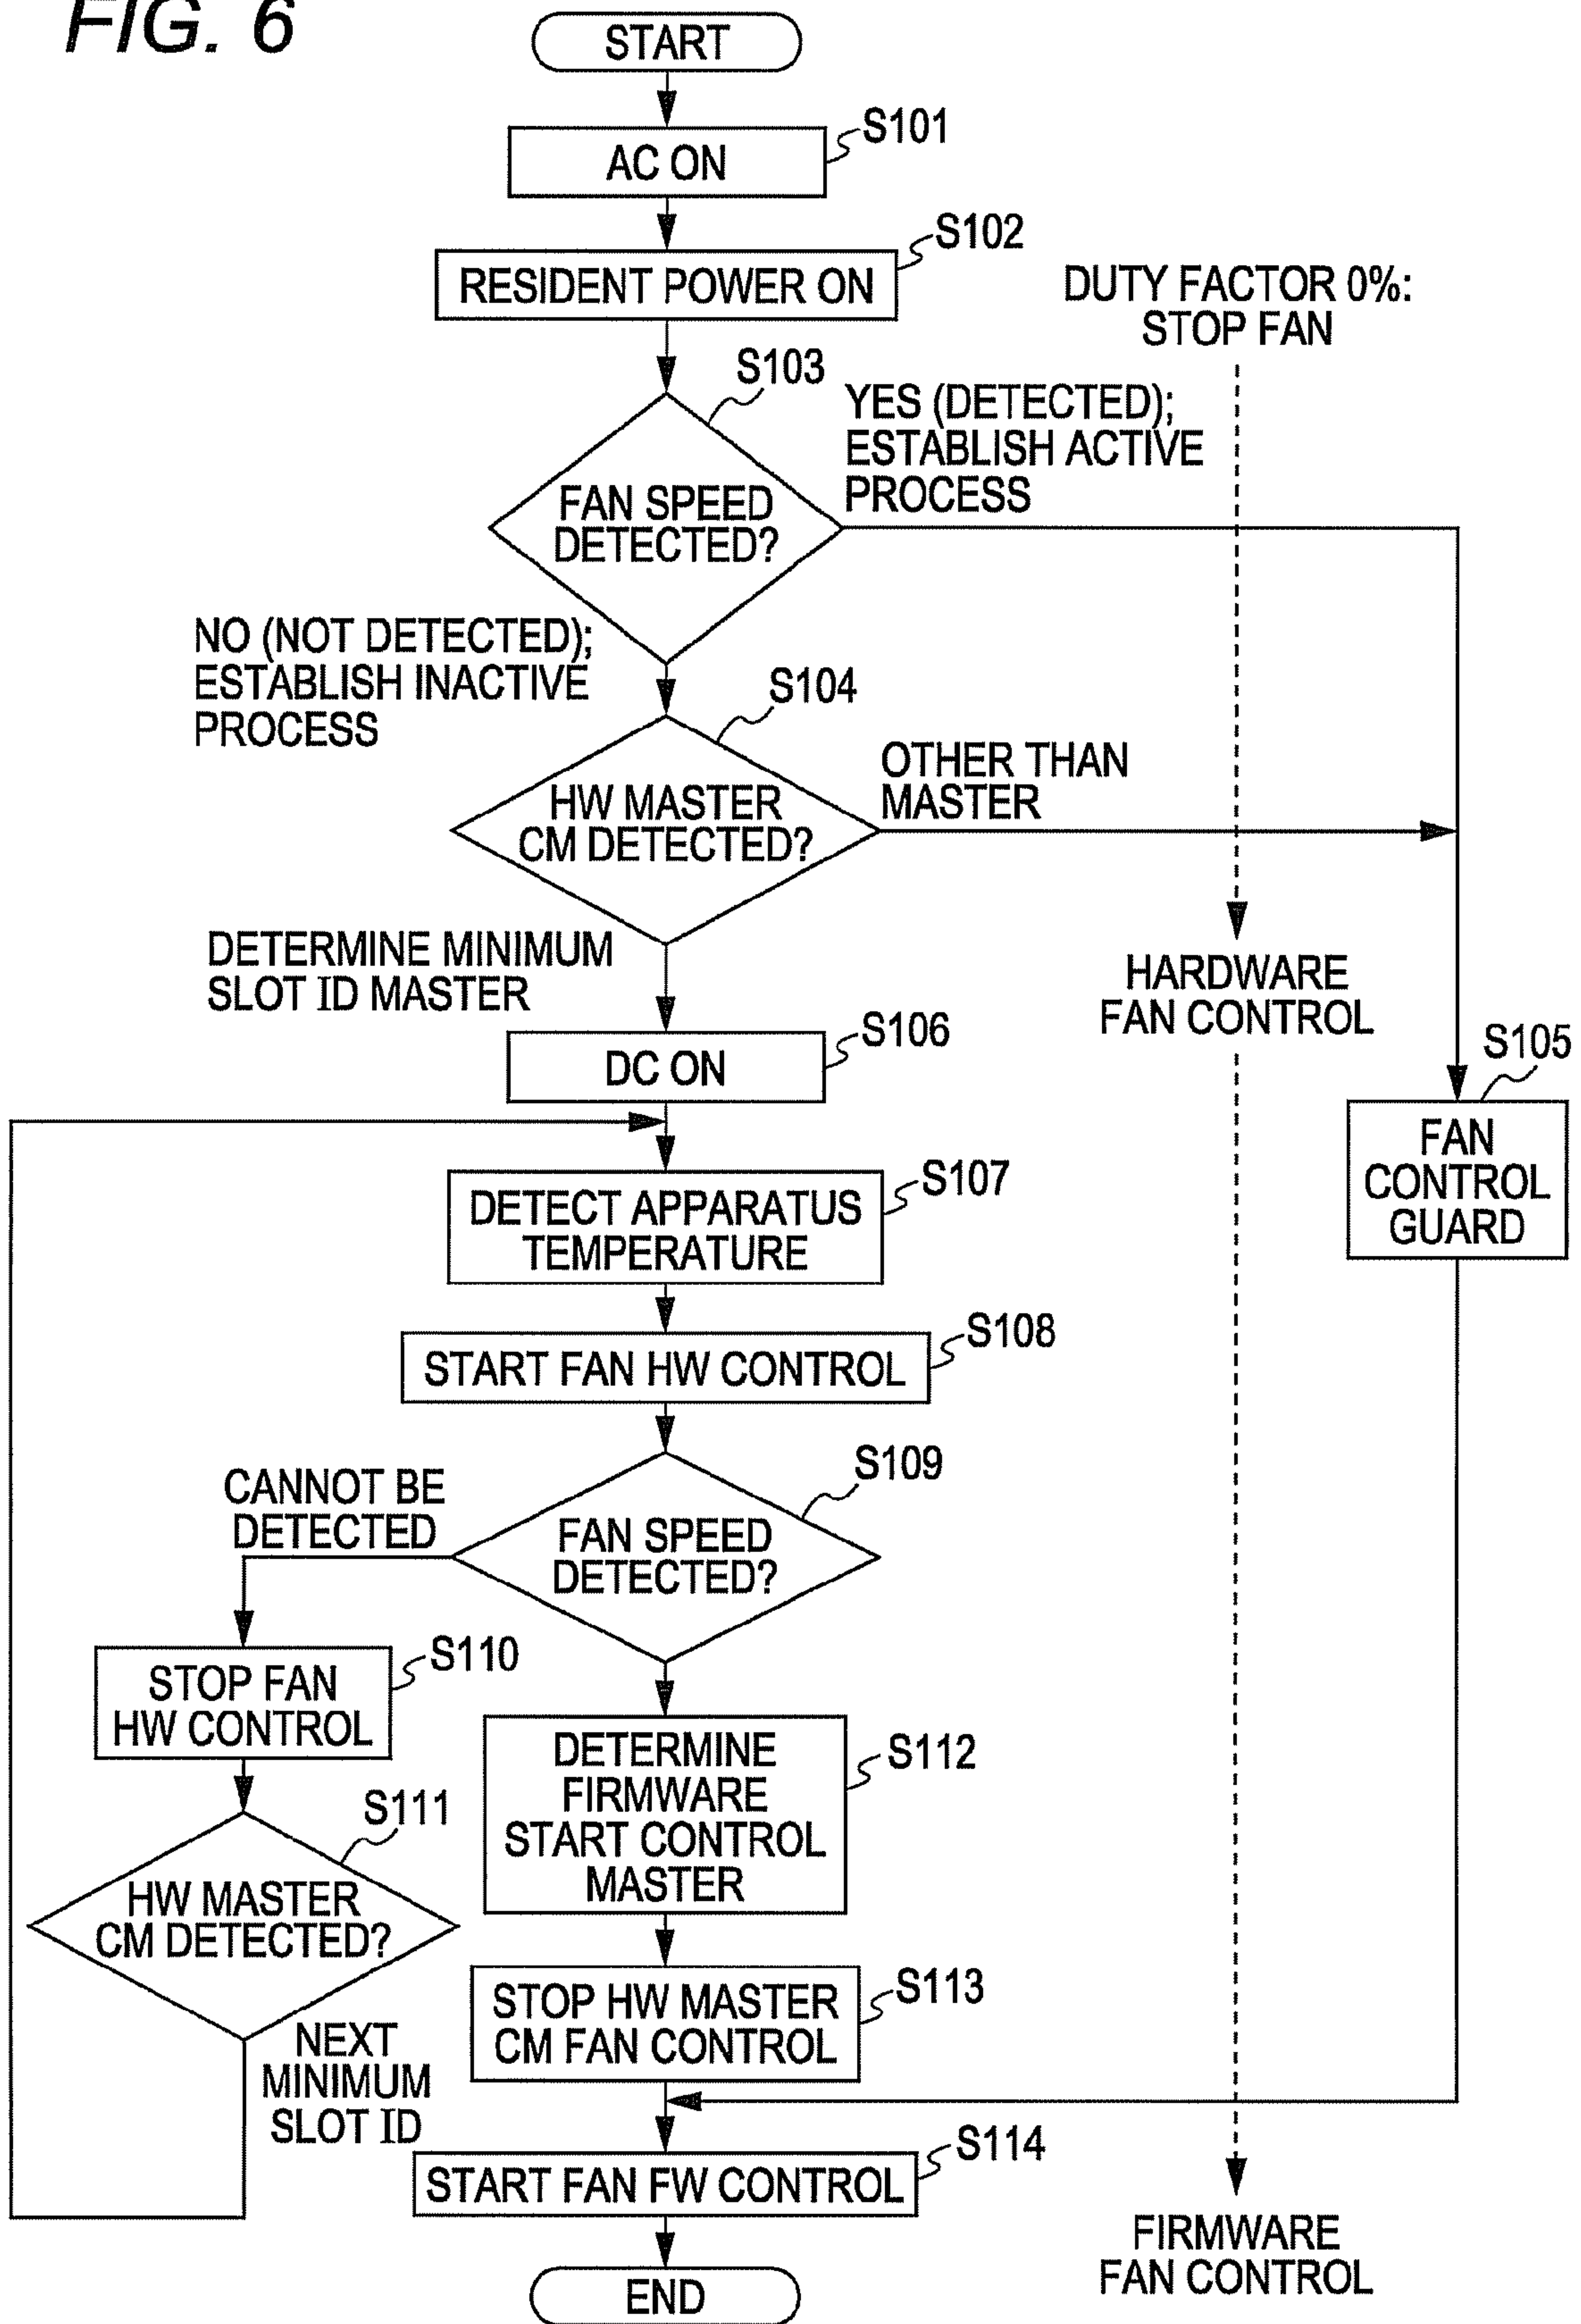 FIG. 6
START
S101
AC ON
S102
RESIDENT POWER ON
DUTY FACTOR 0%:
STOP FAN
S103
YES (DETECTED);
ESTABLISH ACTIVE
PROCESS
FAN SPEED
DETECTED?
NO (NOT DETECTED);
ESTABLISH INACTIVE
PROCESS
S104
OTHER THAN
MASTER
HW MASTER
CM DETECTED?
DETERMINE MINIMUM
SLOT ID MASTER
HARDWARE
FAN CONTROL
S106
DC ON
S105
FAN
CONTROL
GUARD
S107
DETECT APPARATUS
TEMPERATURE
S108
START FAN HW CONTROL
S109
CANNOT BE
DETECTED
FAN SPEED
DETECTED?
S110
STOP FAN
HW CONTROL
S112
DETERMINE
FIRMWARE
START CONTROL
MASTER
S111
HW MASTER
CM DETECTED?
S113
STOP HW MASTER
CM FAN CONTROL
NEXT
MINIMUM
SLOT ID
S114
START FAN FW CONTROL
FIRMWARE
FAN CONTROL
END